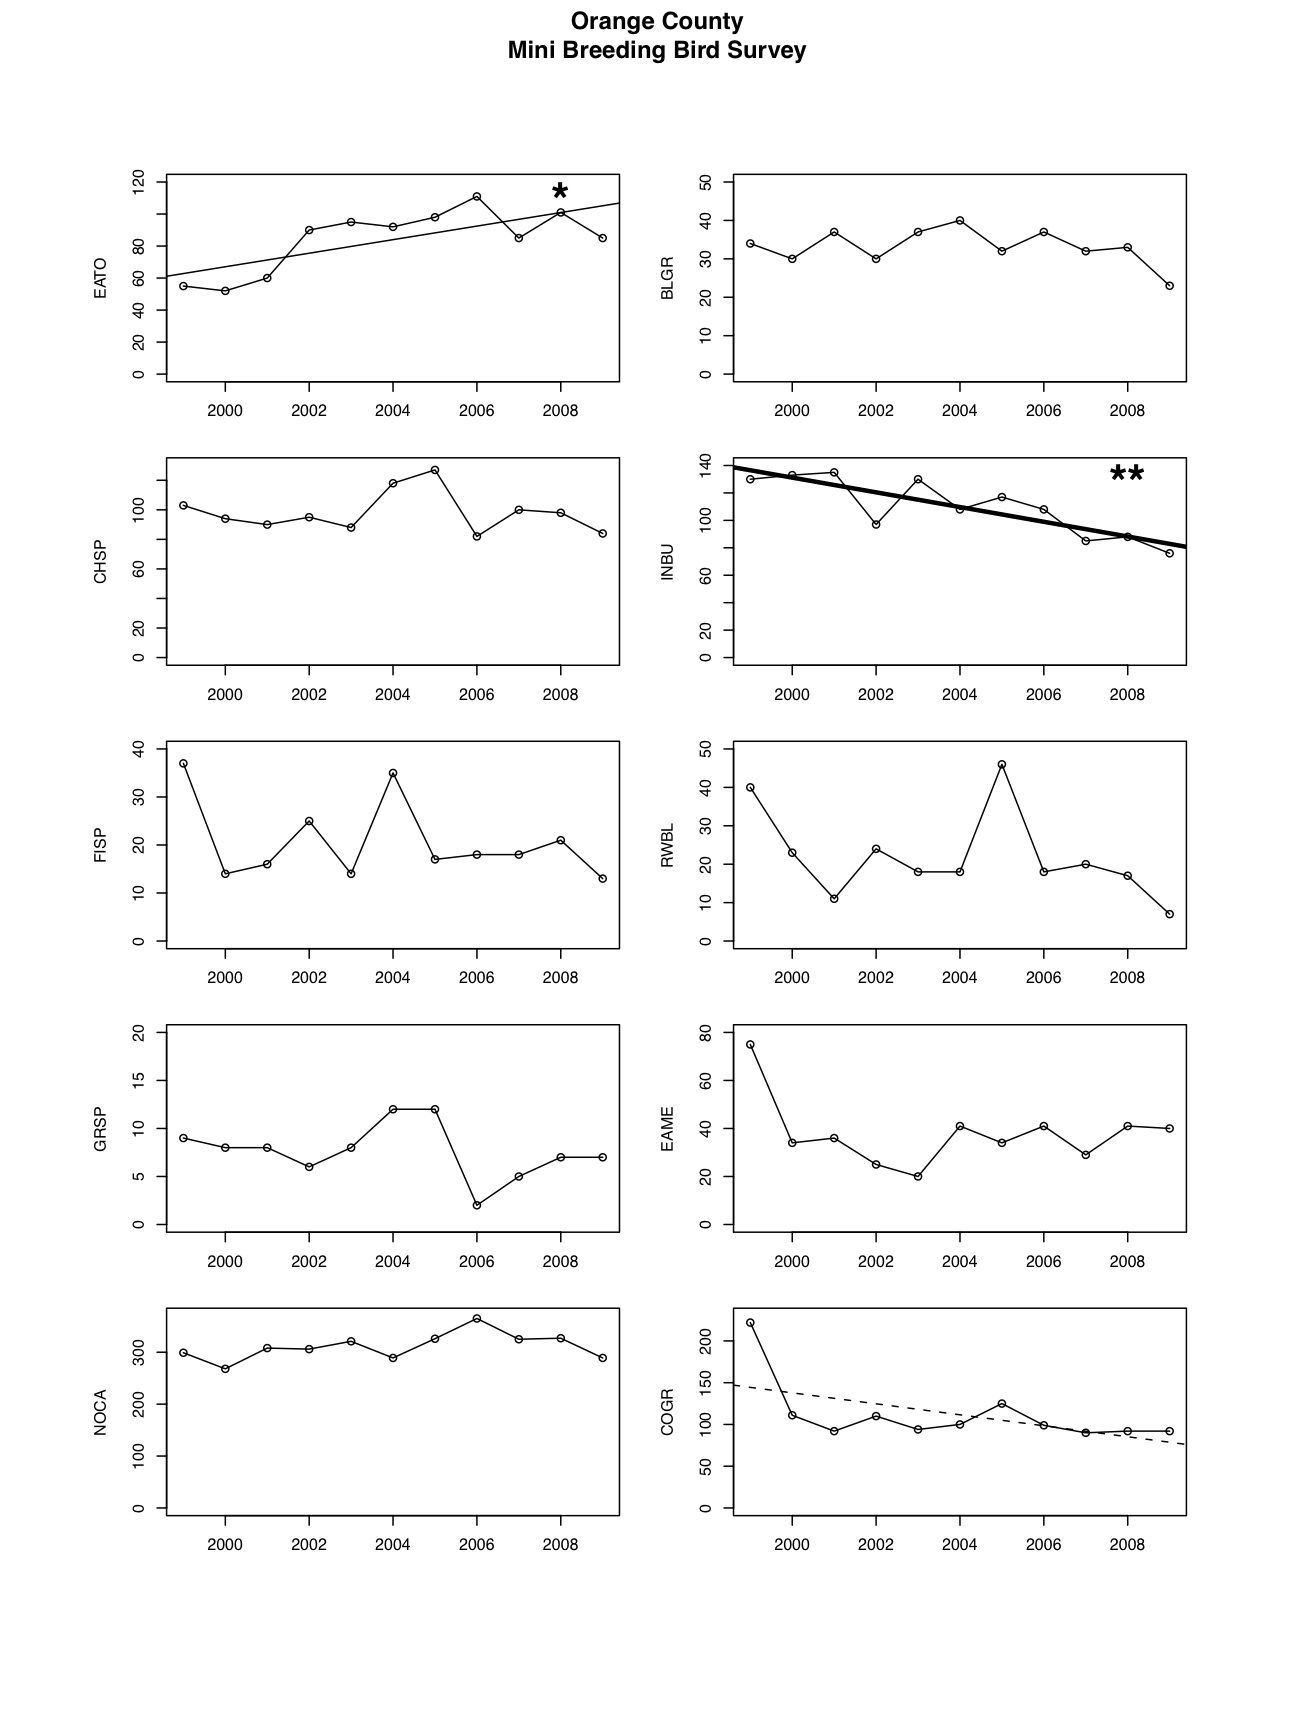 Orange County
Mini Breeding Bird Survey
EATO
0 20 40 60 80 120
*
2000 2002 2004 2006 2008
BLGR
0 10 20 30 40 50
2000 2002 2004 2006 2008
CHSP
0 20 60 100
2000 2002 2004 2006 2008
INBU
0 20 60 100 140
**
2000 2002 2004 2006 2008
FISP
0 10 20 30 40
2000 2002 2004 2006 2008
RWBL
0 10 20 30 40 50
2000 2002 2004 2006 2008
GRSP
0 5 10 15 20
2000 2002 2004 2006 2008
EAME
0 20 40 60 80
2000 2002 2004 2006 2008
NOCA
0 100 200 300
2000 2002 2004 2006 2008
COGR
0 50 100 150 200
2000 2002 2004 2006 2008